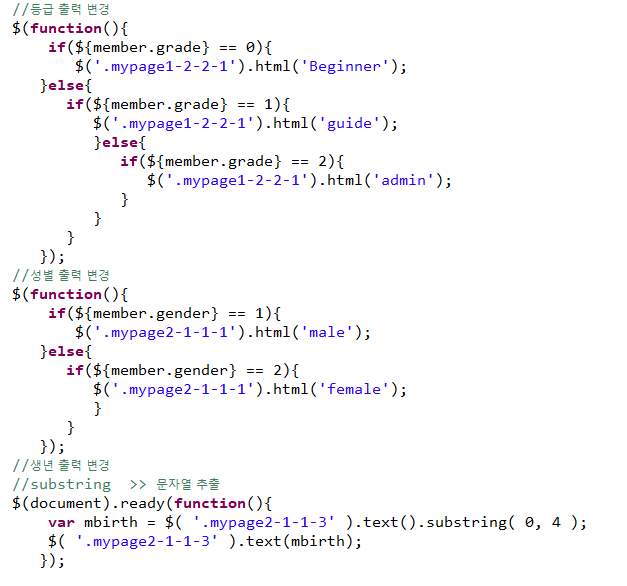 //등급 출력 변경
$(function(){
    if(${member.grade} == 0){
       $('.mypage1-2-2-1').html('Beginner');
   }else{
      if(${member.grade} == 1){
         $('.mypage1-2-2-1').html('guide');
         }else{
            if(${member.grade} == 2){
               $('.mypage1-2-2-1').html('admin');
            }
         }
      }
   });
//성별 출력 변경
$(function(){
    if(${member.gender} == 1){
       $('.mypage2-1-1-1').html('male');
   }else{
      if(${member.gender} == 2){
         $('.mypage2-1-1-1').html('female');
         }
      }
   });
//생년 출력 변경
//substring  >> 문자열 추출
$(document).ready(function(){
    var mbirth = $( '.mypage2-1-1-3' ).text().substring( 0, 4 );
    $( '.mypage2-1-1-3' ).text(mbirth);
   });